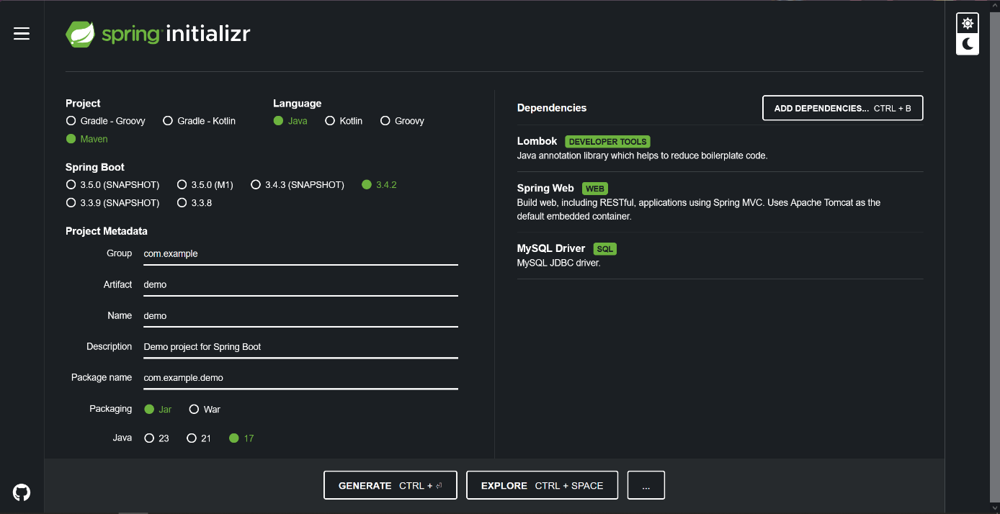 spring initializr
Project
Gradle - Groovy Gradle - Kotlin
Maven
Language
Java Kotlin Groovy
Spring Boot
3.5.0 (SNAPSHOT) 3.5.0 (M1) 3.4.3 (SNAPSHOT) 3.4.2
3.3.9 (SNAPSHOT) 3.3.8
Project Metadata
Group com.example
Artifact demo
Name demo
Description Demo project for Spring Boot
Package name com.example.demo
Packaging Jar War
Java 23 21 17
Dependencies ADD DEPENDENCIES... CTRL + B
Lombok DEVELOPER TOOLS
Java annotation library which helps to reduce boilerplate code.
Spring Web WEB
Build web, including RESTful, applications using Spring MVC. Uses Apache Tomcat as the
default embedded container.
MySQL Driver SQL
MySQL JDBC driver.
GENERATE CTRL + ⏎ EXPLORE CTRL + SPACE ...